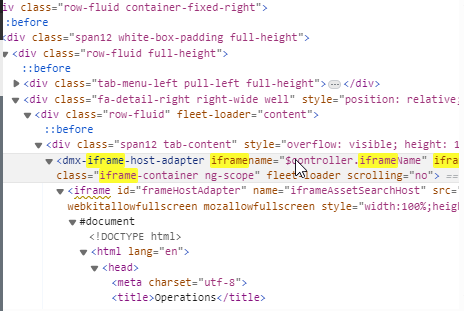 div class="row-fluid container-fixed-right">
:before
<div class="span12 white-box-padding full-height">
<div class="row-fluid full-height">
::before
<div class="tab-menu-left pull-left full-height">⋯</div>
<div class="fa-detail-right right-wide well" style="position: relative;
<div class="row-fluid" fleet-loader="content">
::before
<div class="span12 tab-content" style="overflow: visible; height: 1
<dmx-iframe-host-adapter iframename="$controller.iframeName" ifra
class="iframe-container ng-scope" fleet-loader scrolling="no"> ==
<iframe id="frameHostAdapter" name="iframeAssetSearchHost" src=
webkitallowfullscreen mozallowfullscreen style="width:100%;heig
#document
<!DOCTYPE html>
<html lang="en">
<head>
<meta charset="utf-8">
<title>Operations</title>